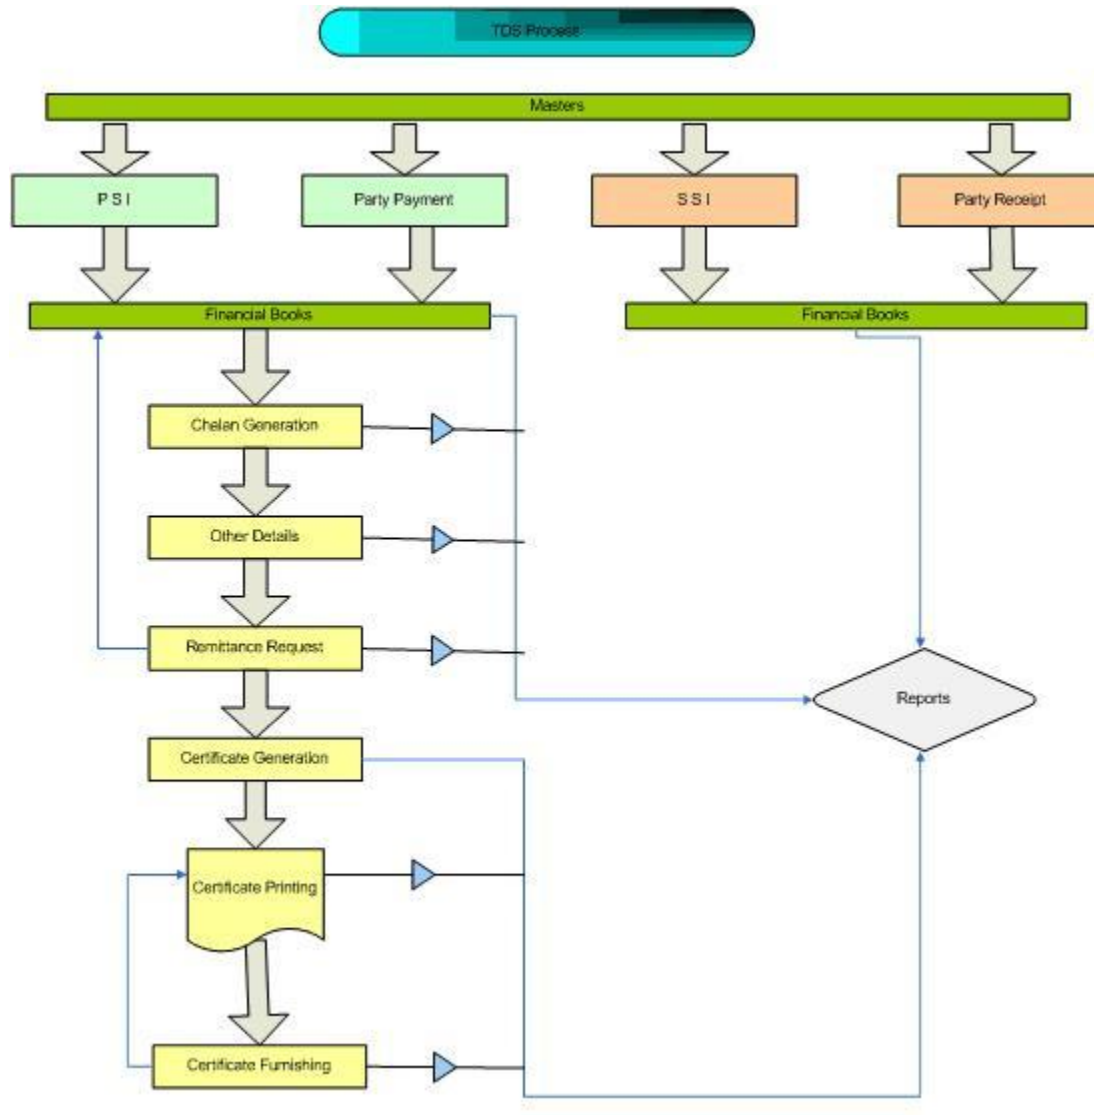 TDS Process
Masters
P S I
Party Payment
S S I
Party Receipt
Financial Books
Financial Books
Chelan Generation
Other Details
Remittance Request
Reports
Certificate Generation
Certificate Printing
Certificate Furnishing